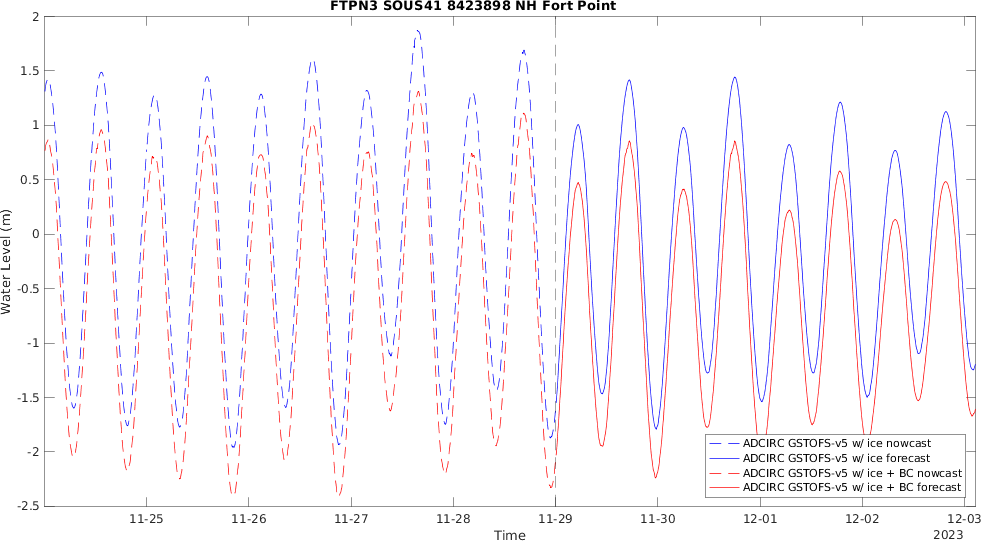 FTPN3 SOUS41 8423898 NH Fort Point
2
1.5
1
0.5
0
-0.5
-1
-1.5
-2
-2.5
Water Level (m)
11-25 11-26 11-27 11-28 11-29 11-30 12-01 12-02 12-03
Time
2023
ADCIRC GSTOFS-v5 w/ ice nowcast
ADCIRC GSTOFS-v5 w/ ice forecast
ADCIRC GSTOFS-v5 w/ ice + BC nowcast
ADCIRC GSTOFS-v5 w/ ice + BC forecast